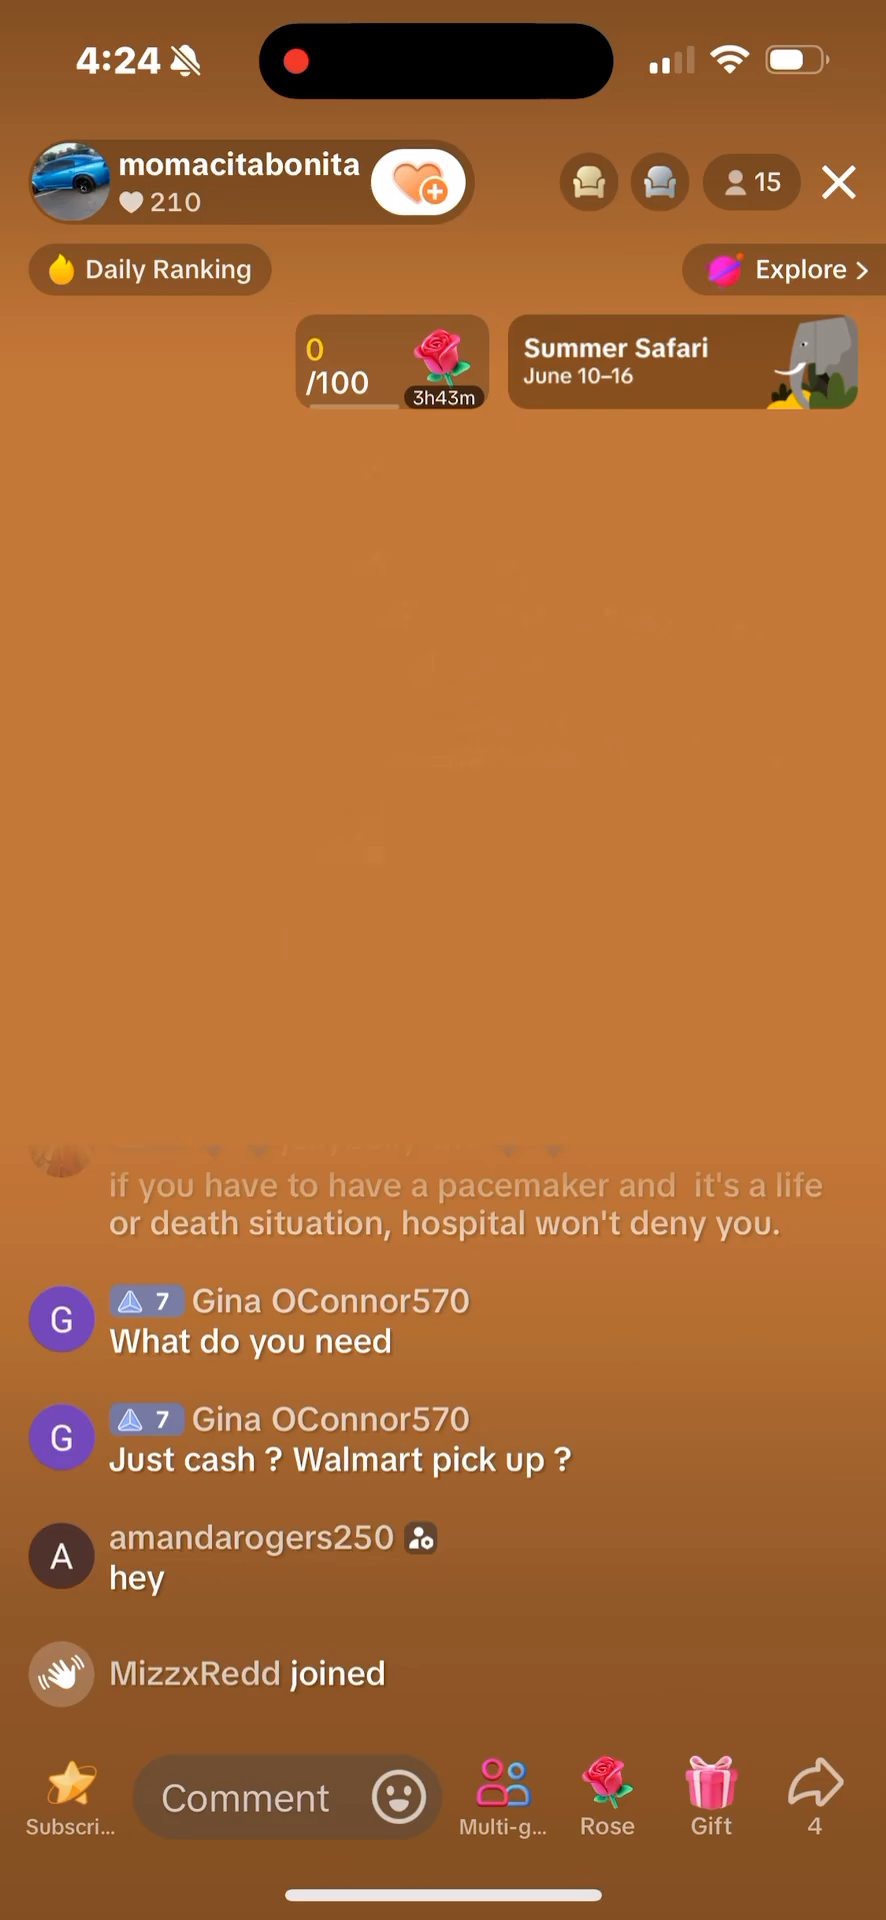 4:24
momacitabonita
210
15
Daily Ranking
Explore >
0
/100
3h43m
Summer Safari
June 10–16
if you have to have a pacemaker and it's a life
or death situation, hospital won't deny you.
G
7 Gina OConnor570
What do you need
G
7 Gina OConnor570
Just cash ? Walmart pick up ?
A
amandarogers250
hey
MizzxRedd joined
Subscri...
Comment
Multi-g...
Rose
Gift
4